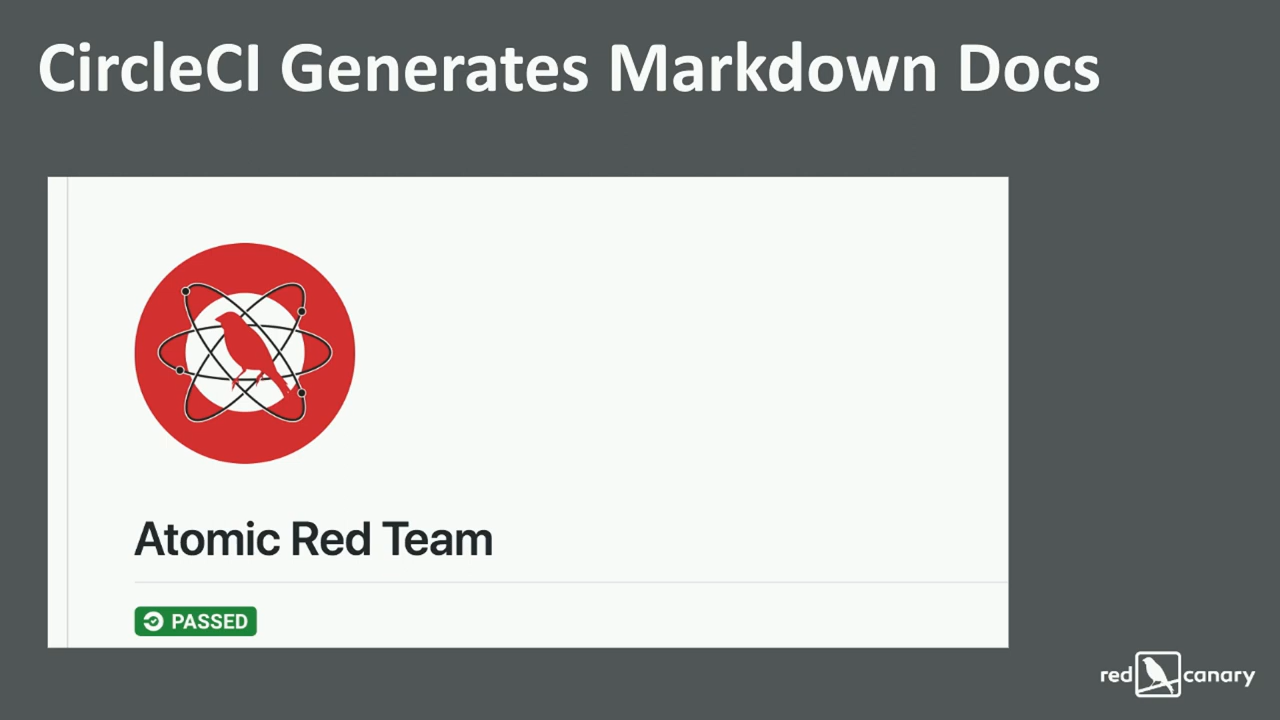 CircleCI Generates Markdown Docs
Atomic Red Team
PASSED
red canary